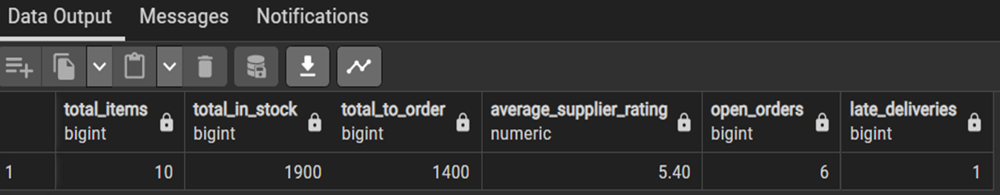 Data Output Messages Notifications
total_items total_in_stock total_to_order average_supplier_rating open_orders late_deliveries
bigint bigint bigint numeric bigint bigint
1 10 1900 1400 5.40 6 1